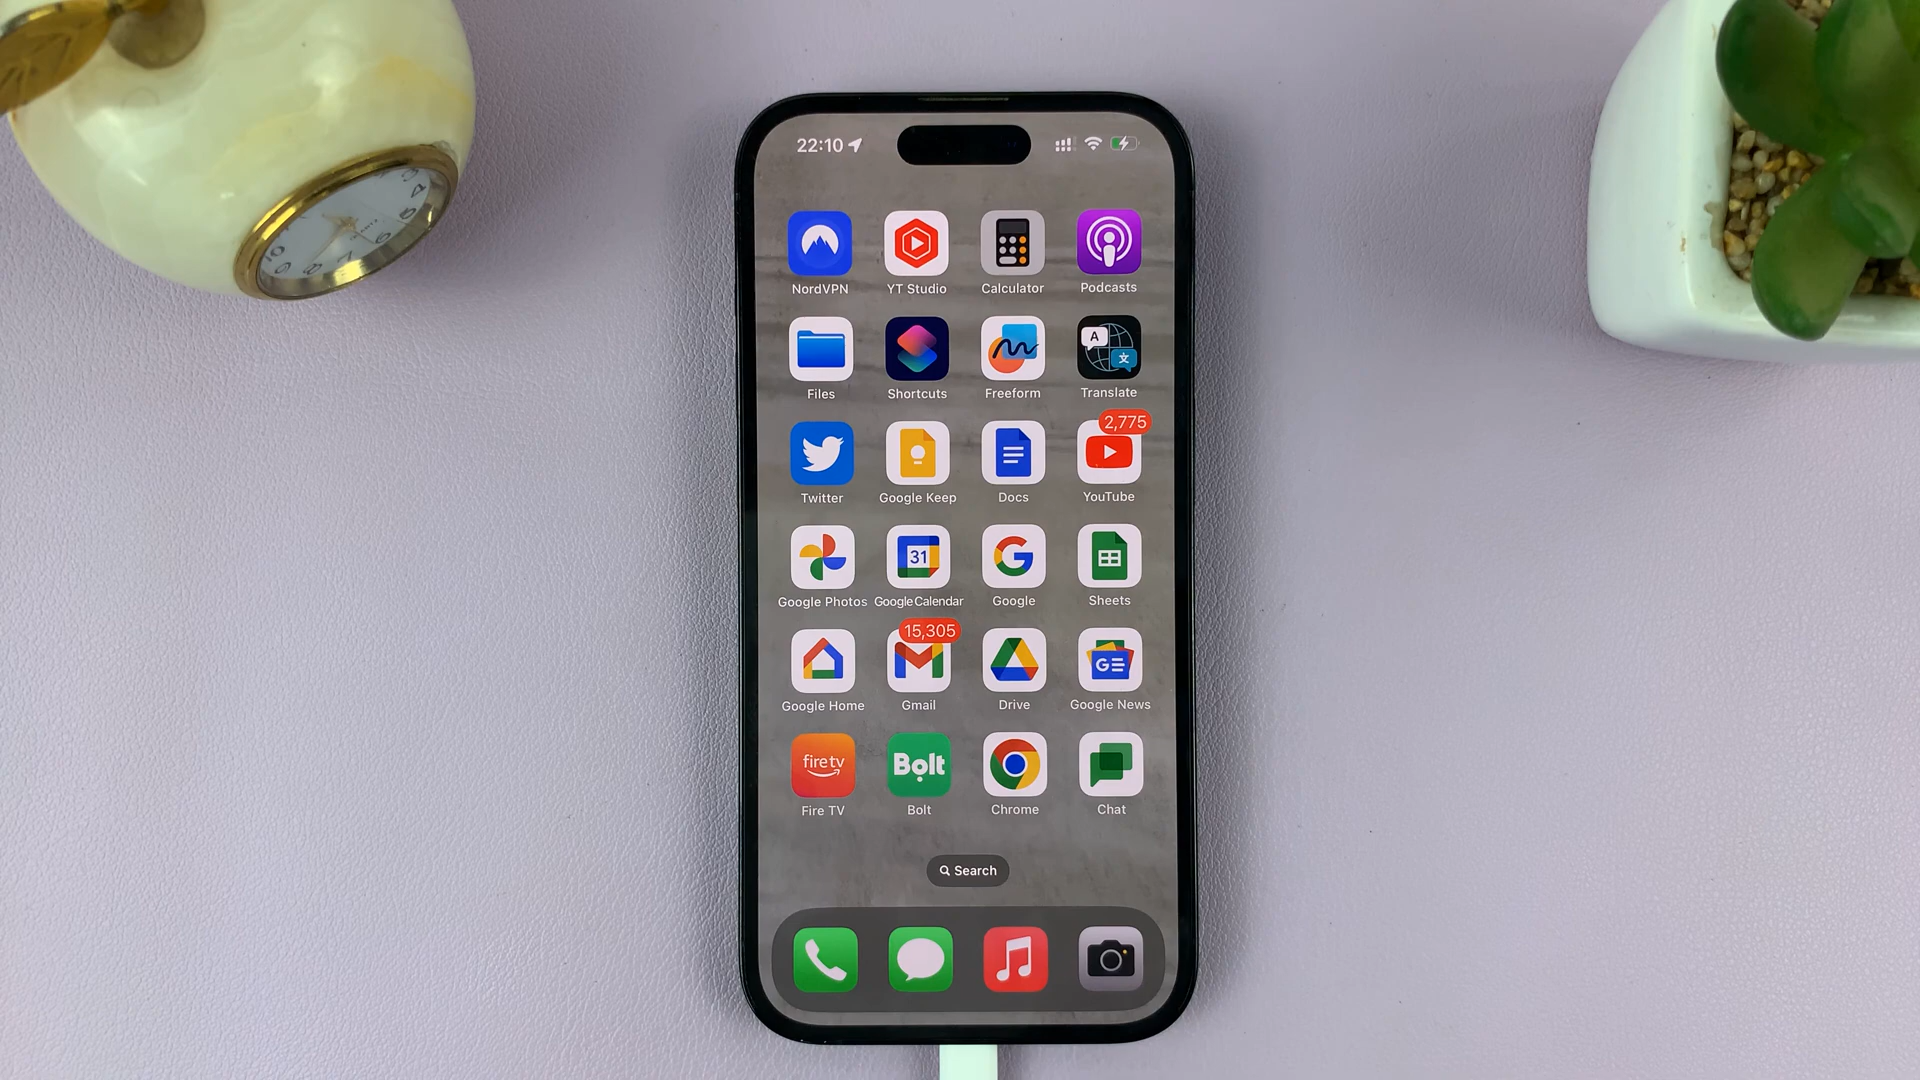 22:10
NordVPN YT Studio Calculator Podcasts
A 文
Files Shortcuts Freeform Translate
2,775
Twitter Google Keep Docs YouTube
31 G
Google Photos Google Calendar Google Sheets
15,305
GE
Google Home Gmail Drive Google News
firetv Bolt
Fire TV Bolt Chrome Chat
Search